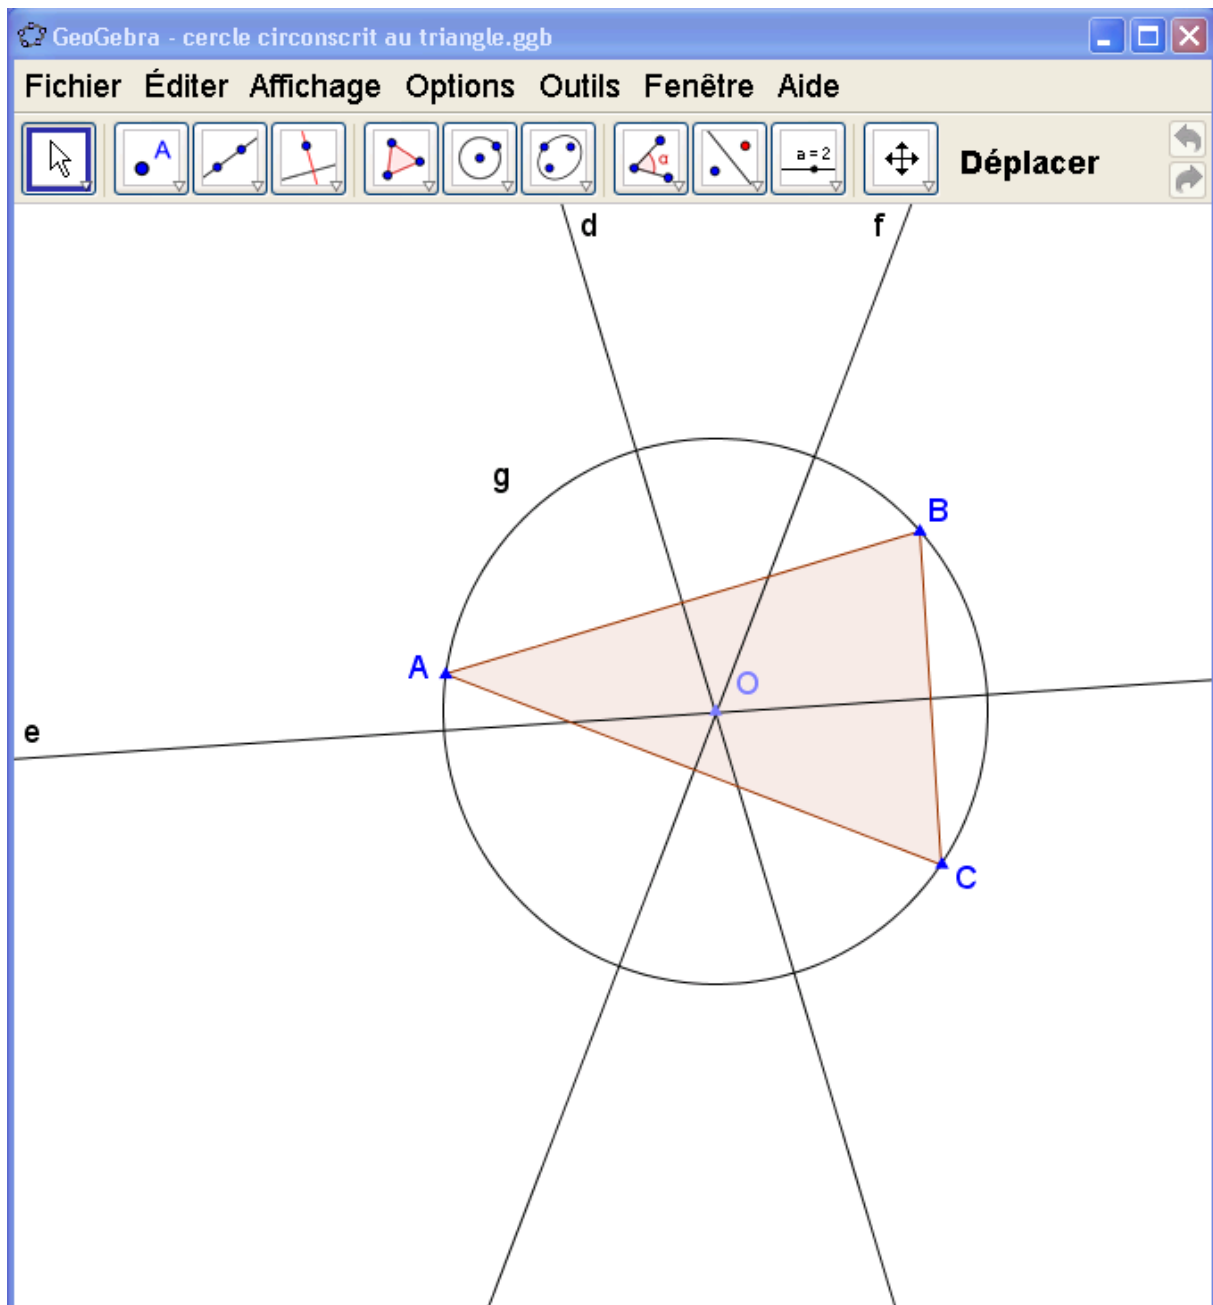 GeoGebra - cercle circonscrit au triangle.ggb
Fichier Éditer Affichage Options Outils Fenêtre Aide
A α a = 2 Déplacer
d f
g
B
A
O
e
C